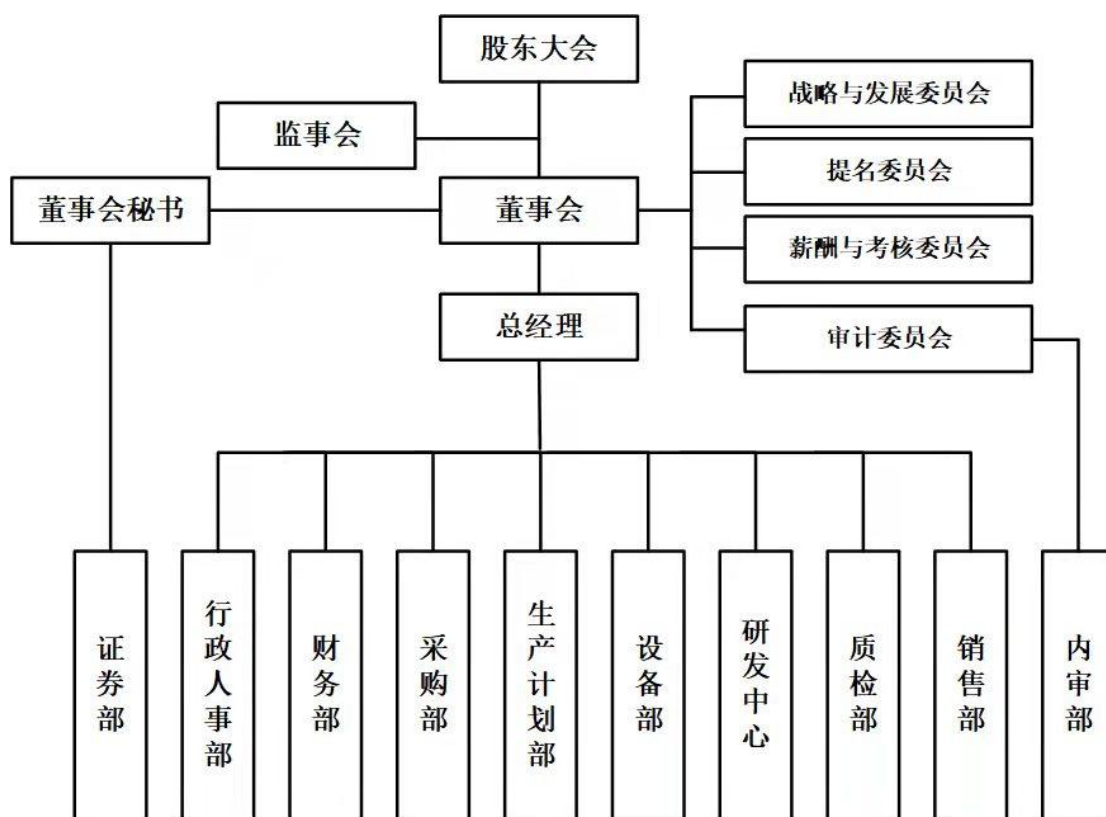 股东大会
战略与发展委员会
监事会
提名委员会
董事会秘书
董事会
薪酬与考核委员会
总经理
审计委员会
证券部
行政人事部
财务部
采购部
生产计划部
设备部
研发中心
质检部
销售部
内审部